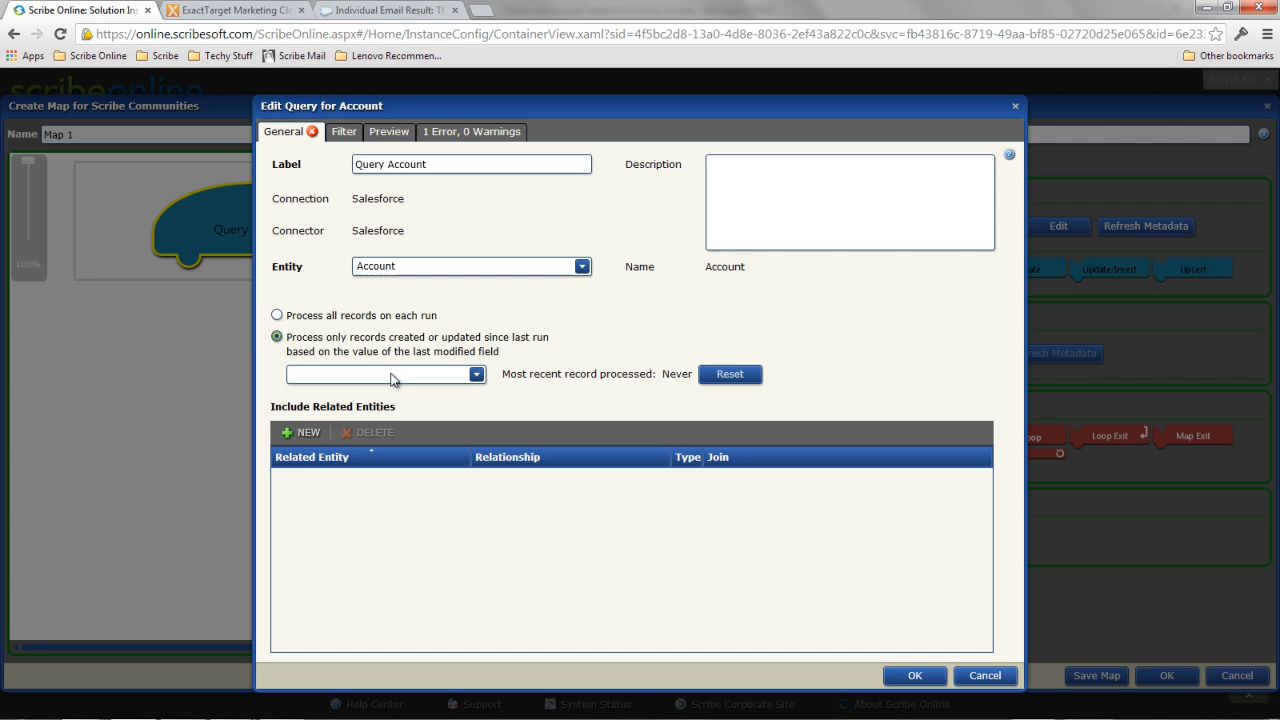 Scribe Online: Solution Ins
ExactTarget Marketing Clo
Individual Email Result: Th
https://online.scribesoft.com/ScribeOnline.aspx#/Home/InstanceConfig/ContainerView.xaml?sid=4f5bc2d8-13a0-4d8e-8036-2ef43a822c0c&svc=fb43816c-8719-49aa-bf85-02720d25e065&id=6e23
Apps
Scribe Online
Scribe
Techy Stuff
Scribe Mail
Lenovo Recommen...
Other bookmarks
scribeonline
Acme Co
Create Map for Scribe Communities
Edit Query for Account
Name
Map 1
General
Filter
Preview
1 Error, 0 Warnings
Label
Query Account
Description
Connection
Salesforce
Connector
Salesforce
Entity
Account
Name
Account
Query
100%
Edit
Refresh Metadata
Update/Insert
Upsert
Process all records on each run
Process only records created or updated since last run
based on the value of the last modified field
Most recent record processed:
Never
Reset
Include Related Entities
NEW
DELETE
Related Entity
Relationship
Type
Join
Loop Exit
Map Exit
OK
Cancel
Save Map
OK
Cancel
Help Center
Support
System Status
Scribe Corporate Site
About Scribe Online